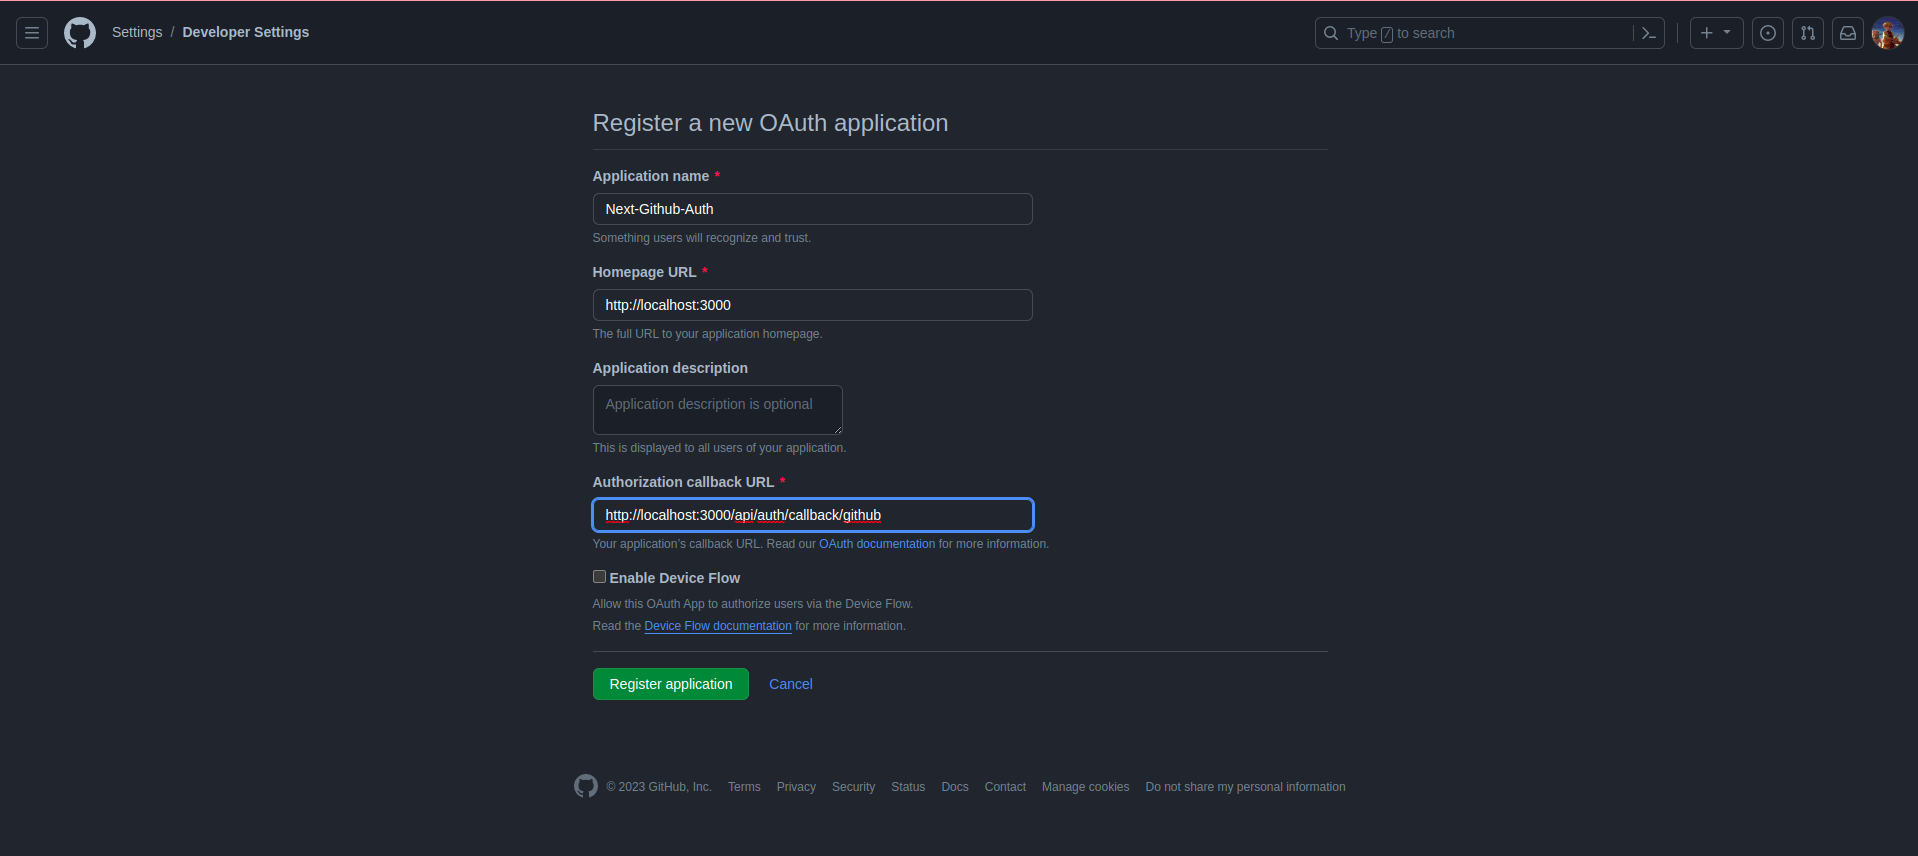 Settings / Developer Settings
Type / to search
Register a new OAuth application
Application name *
Next-Github-Auth
Something users will recognize and trust.
Homepage URL *
http://localhost:3000
The full URL to your application homepage.
Application description
Application description is optional
This is displayed to all users of your application.
Authorization callback URL *
http://localhost:3000/api/auth/callback/github
Your application's callback URL. Read our OAuth documentation for more information.
Enable Device Flow
Allow this OAuth App to authorize users via the Device Flow.
Read the Device Flow documentation for more information.
Register application Cancel
© 2023 GitHub, Inc. Terms Privacy Security Status Docs Contact Manage cookies Do not share my personal information